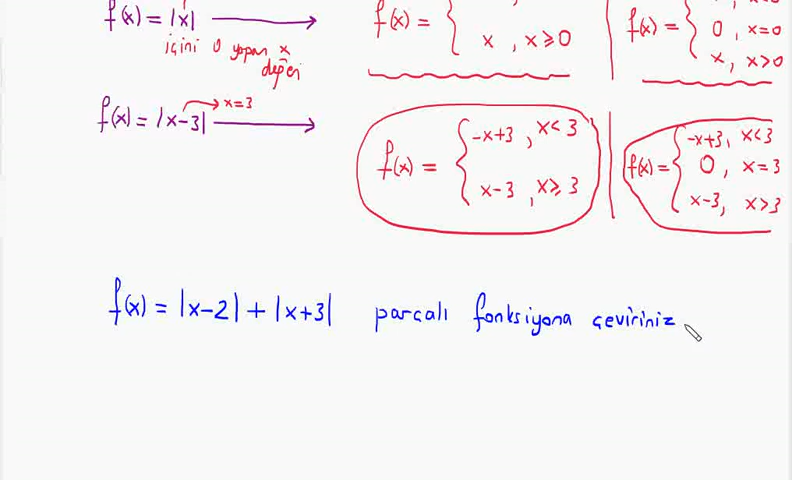 f(x) = |x|
içini 0 yapan x
değeri
f(x) = { x , x ≥ 0
f(x) = { 0 , x=0
x , x>0
f(x) = |x-3| x=3
f(x) = { -x+3 , x<3
x-3 , x≥3
f(x) = { -x+3, x<3
0 , x=3
x-3, x>3
f(x) = |x-2| + |x+3| parçalı fonksiyona çeviriniz